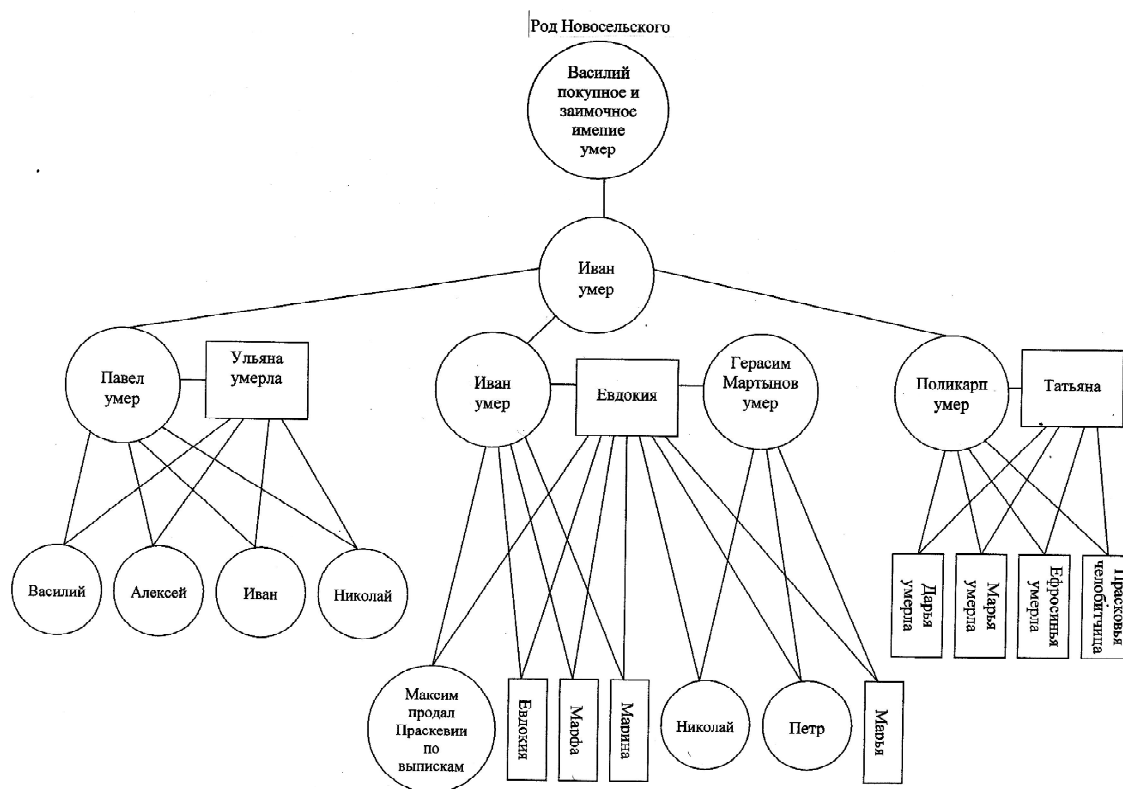 Род Новосельского
Василий
покупное и
заимочное
имение
умер
Иван
умер
Павел
умер
Ульяна
умерла
Иван
умер
Евдокия
Герасим
Мартынов
умер
Поликарп
умер
Татьяна
Василий
Алексей
Иван
Николай
Дарья
умерла
Марья
умерла
Ефросинья
умерла
Прасковья
челобитчица
Максим
продал
Праскевии
по
выпискам
Евдокия
Марфа
Марина
Николай
Петр
Марья